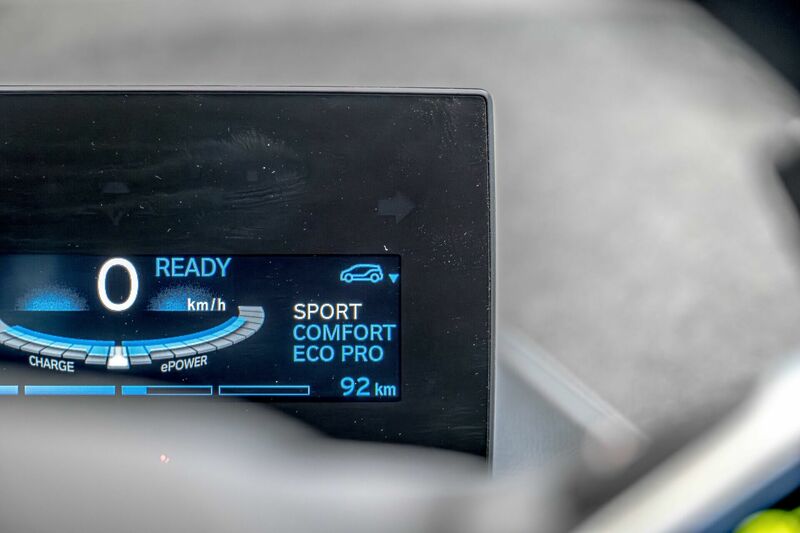 0 READY
km/h
SPORT
COMFORT
ECO PRO
CHARGE
ePOWER
92 km